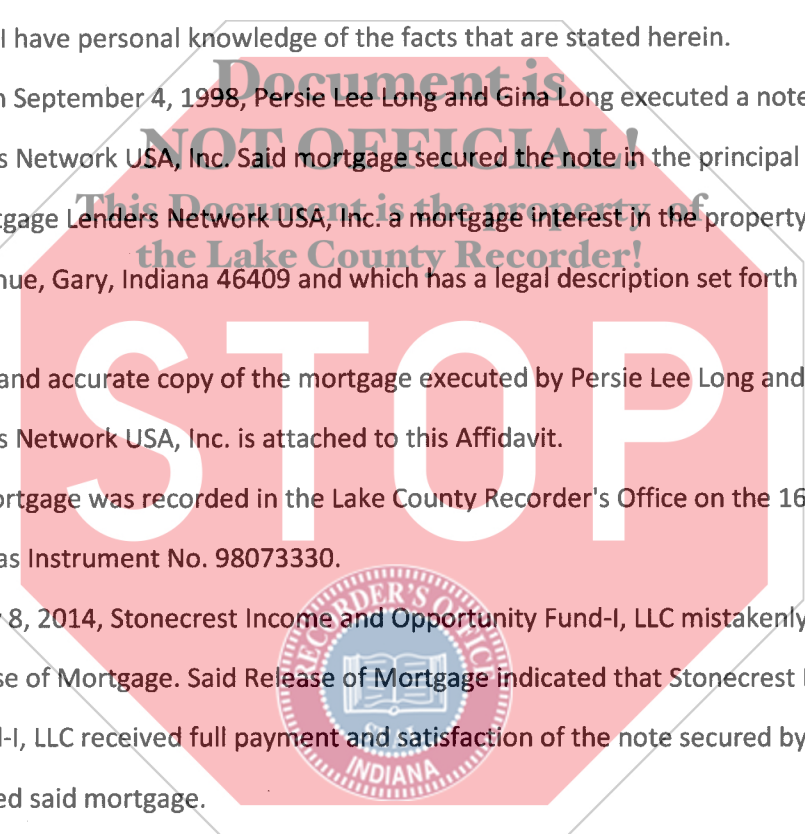 I have personal knowledge of the facts that are stated herein.
Document is
September 4, 1998, Persie Lee Long and Gina Long executed a note
NOT OFFICIAL!
Network USA, Inc. Said mortgage secured the note in the principal
This Document is the property of
Lenders Network USA, Inc. a mortgage interest in the property
the Lake County Recorder!
Gary, Indiana 46409 and which has a legal description set forth
STOP
and accurate copy of the mortgage executed by Persie Lee Long and
Network USA, Inc. is attached to this Affidavit.
was recorded in the Lake County Recorder's Office on the 16
as Instrument No. 98073330.
8, 2014, Stonecrest Income and Opportunity Fund-I, LLC mistakenly
of Mortgage. Said Release of Mortgage indicated that Stonecrest
LLC received full payment and satisfaction of the note secured by
said mortgage.
RECORDER'S OFFICE
SEAL
INDIANA